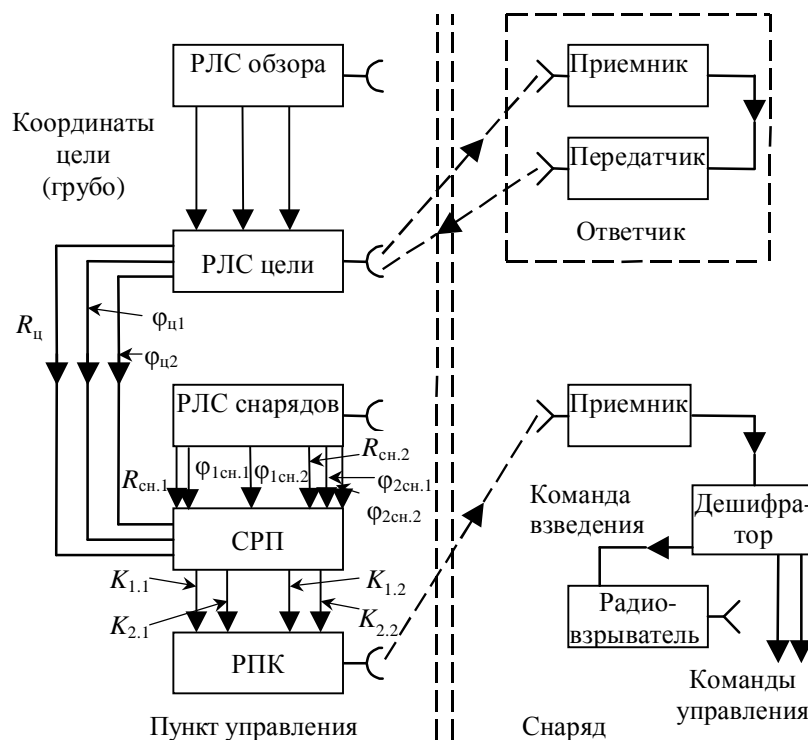 РЛС обзора
Приемник
Координаты
цели
(грубо)
Передатчик
Ответчик
РЛС цели
Rц
φц1
φц2
РЛС снарядов
Приемник
Rсн.2
Rсн.1
φ1сн.1
φ1сн.2
φ2сн.1
φ2сн.2
Команда
взведения
Дешифра-
тор
СРП
K1.1
K1.2
K2.1
K2.2
Радио-
взрыватель
РПК
Команды
управления
Пункт управления
Снаряд